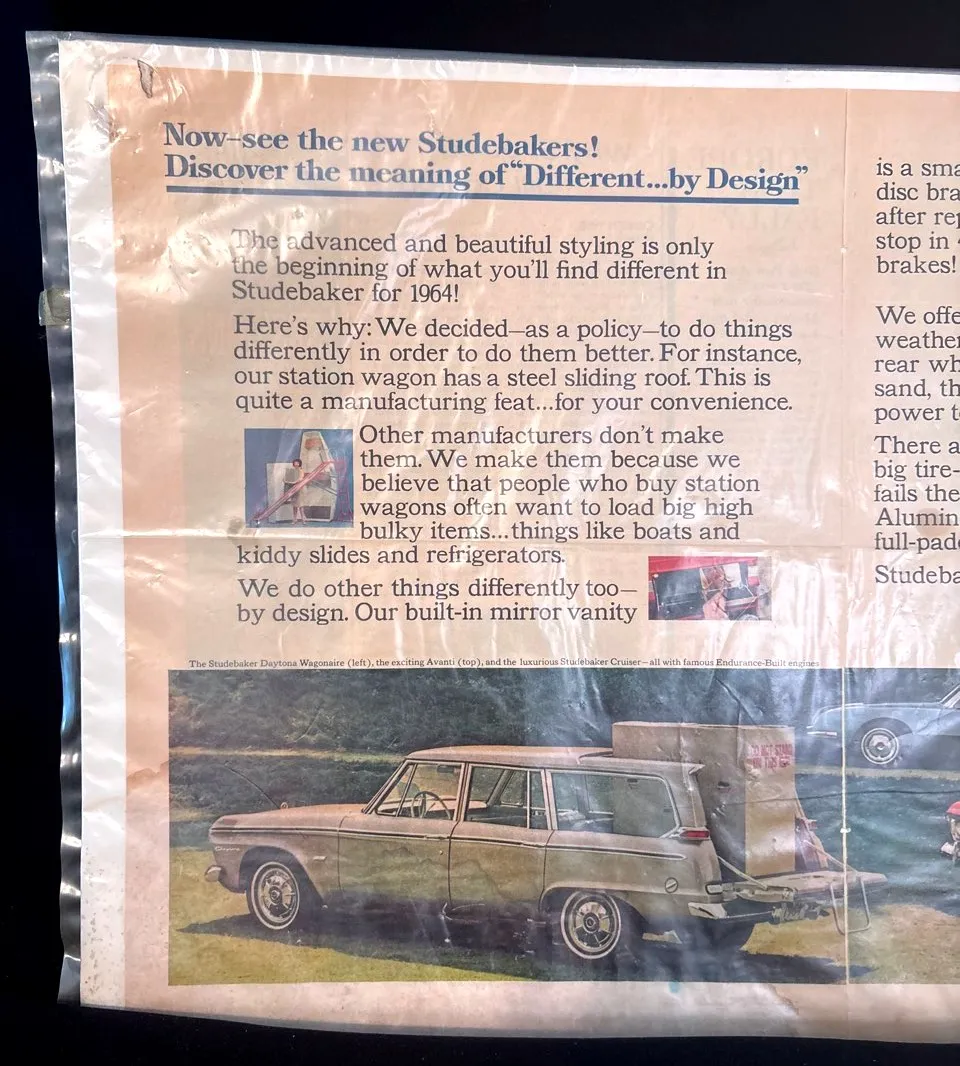 Now—see the new Studebakers!
Discover the meaning of “Different...by Design”
The advanced and beautiful styling is only
the beginning of what you'll find different in
Studebaker for 1964!
Here's why: We decided—as a policy—to do things
differently in order to do them better. For instance,
our station wagon has a steel sliding roof. This is
quite a manufacturing feat...for your convenience.
Other manufacturers don't make
them. We make them because we
believe that people who buy station
wagons often want to load big high
bulky items...things like boats and
kiddy slides and refrigerators.
We do other things differently too—
by design. Our built-in mirror vanity
The Studebaker Daytona Wagonaire (left), the exciting Avanti (top), and the luxurious Studebaker Cruiser—all with famous Endurance-Built engines
DO NOT STAND
ON THIS END
is a sma
disc bra
after rep
stop in
brakes!
We offe
weather
rear wh
sand, th
power to
There a
big tire-
fails the
Alumin
full-pad
Studeba